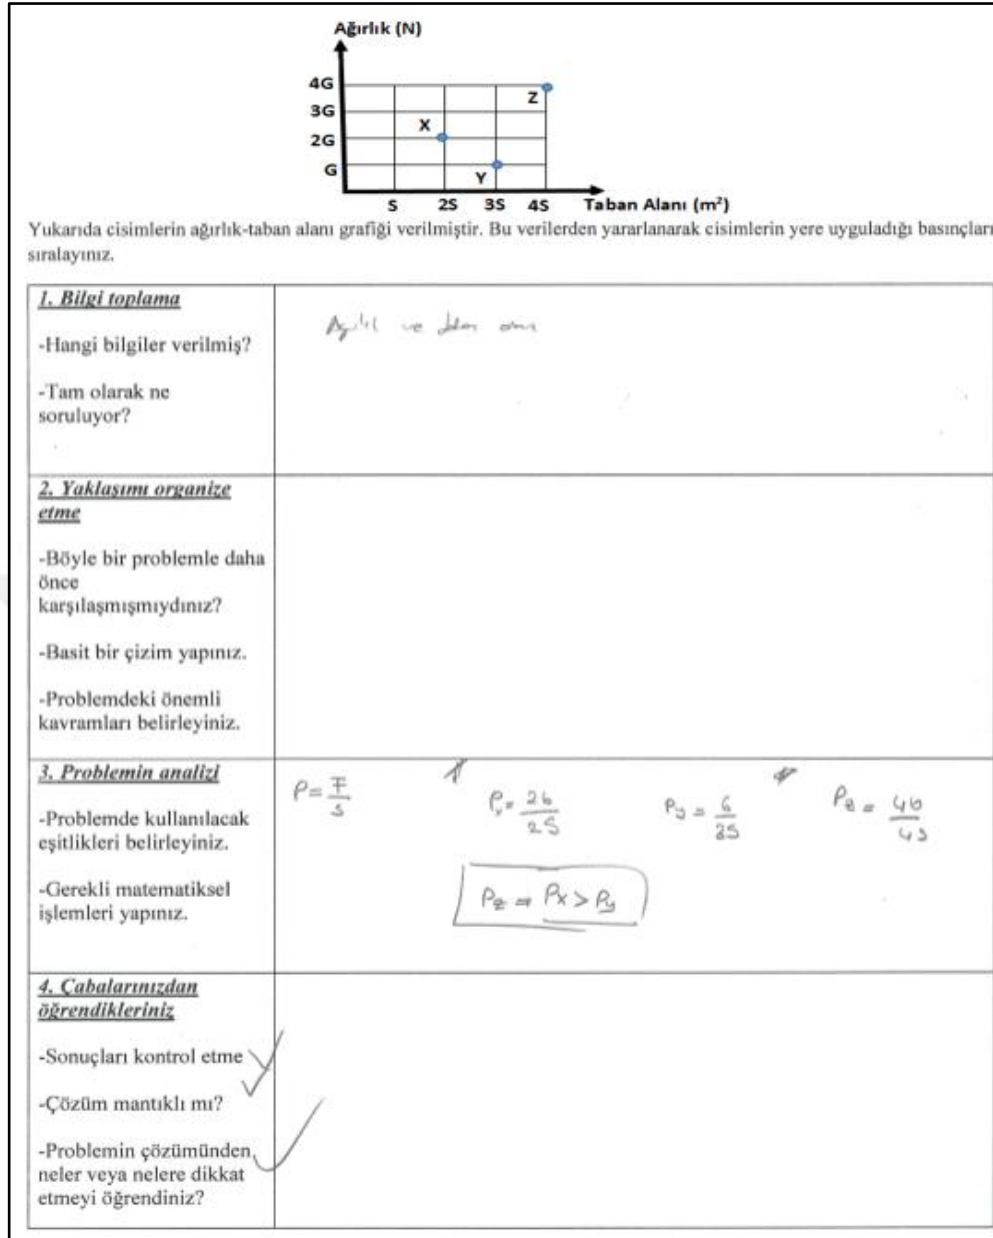 Ağırlık (N)
4G
3G
2G
G
X
Y
Z
S 2S 3S 4S Taban Alanı (m²)
Yukarıda cisimlerin ağırlık-taban alanı grafiği verilmiştir. Bu verilerden yararlanarak cisimlerin yere uyguladığı basınçları
sıralayınız.
1. Bilgi toplama
-Hangi bilgiler verilmiş?
-Tam olarak ne
soruluyor?
ve
2. Yaklaşımı organize
etme
-Böyle bir problemle daha
önce
karşılaşmışmıydınız?
-Basit bir çizim yapınız.
-Problemdeki önemli
kavramları belirleyiniz.
3. Problemin analizi
-Problemde kullanılacak
eşitlikleri belirleyiniz.
-Gerekli matematiksel
işlemleri yapınız.
P = F/S
Px = 2G/2S Py = G/3S Pz = 4G/4S
Pz = Px > Py
4. Çabalarınızdan
öğrendikleriniz
-Sonuçları kontrol etme
-Çözüm mantıklı mı?
-Problemin çözümünden
neler veya nelere dikkat
etmeyi öğrendiniz?